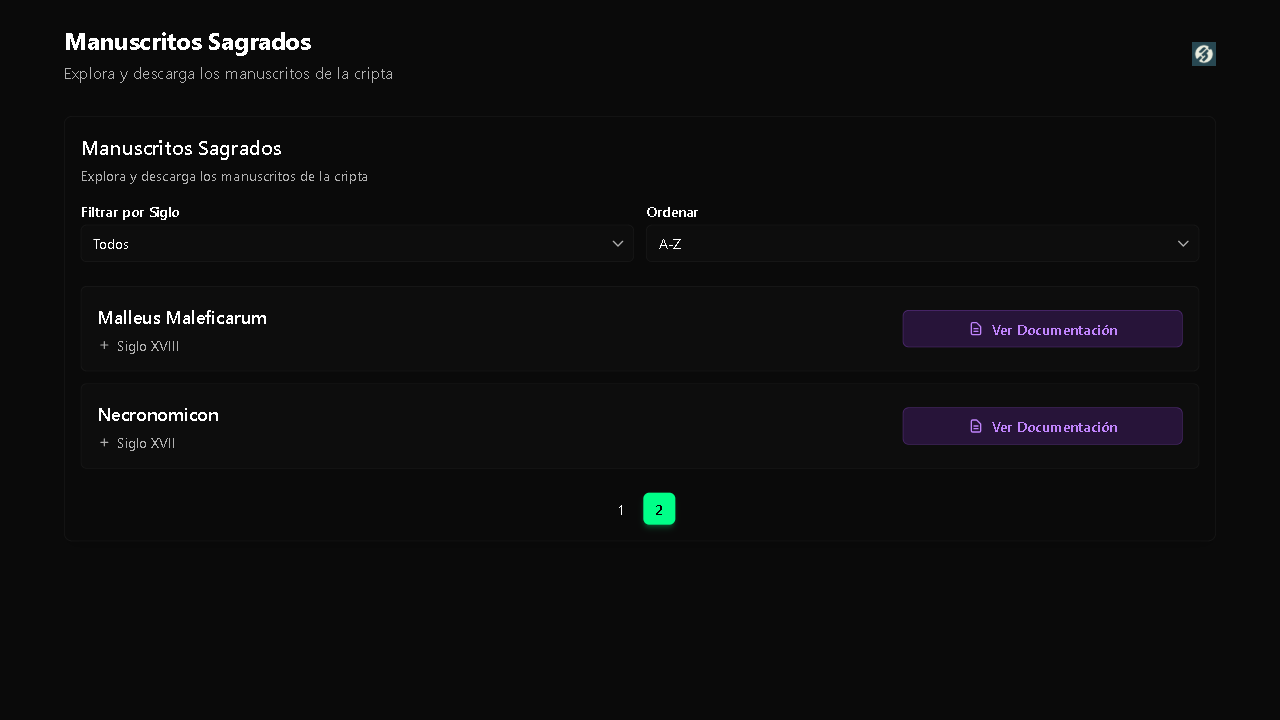 Manuscritos Sagrados
Explora y descarga los manuscritos de la cripta
Manuscritos Sagrados
Explora y descarga los manuscritos de la cripta
Filtrar por Siglo
Ordenar
Todos
A-Z
Malleus Maleficarum
Siglo XVIII
Ver Documentación
Necronomicon
Siglo XVII
Ver Documentación
1 2